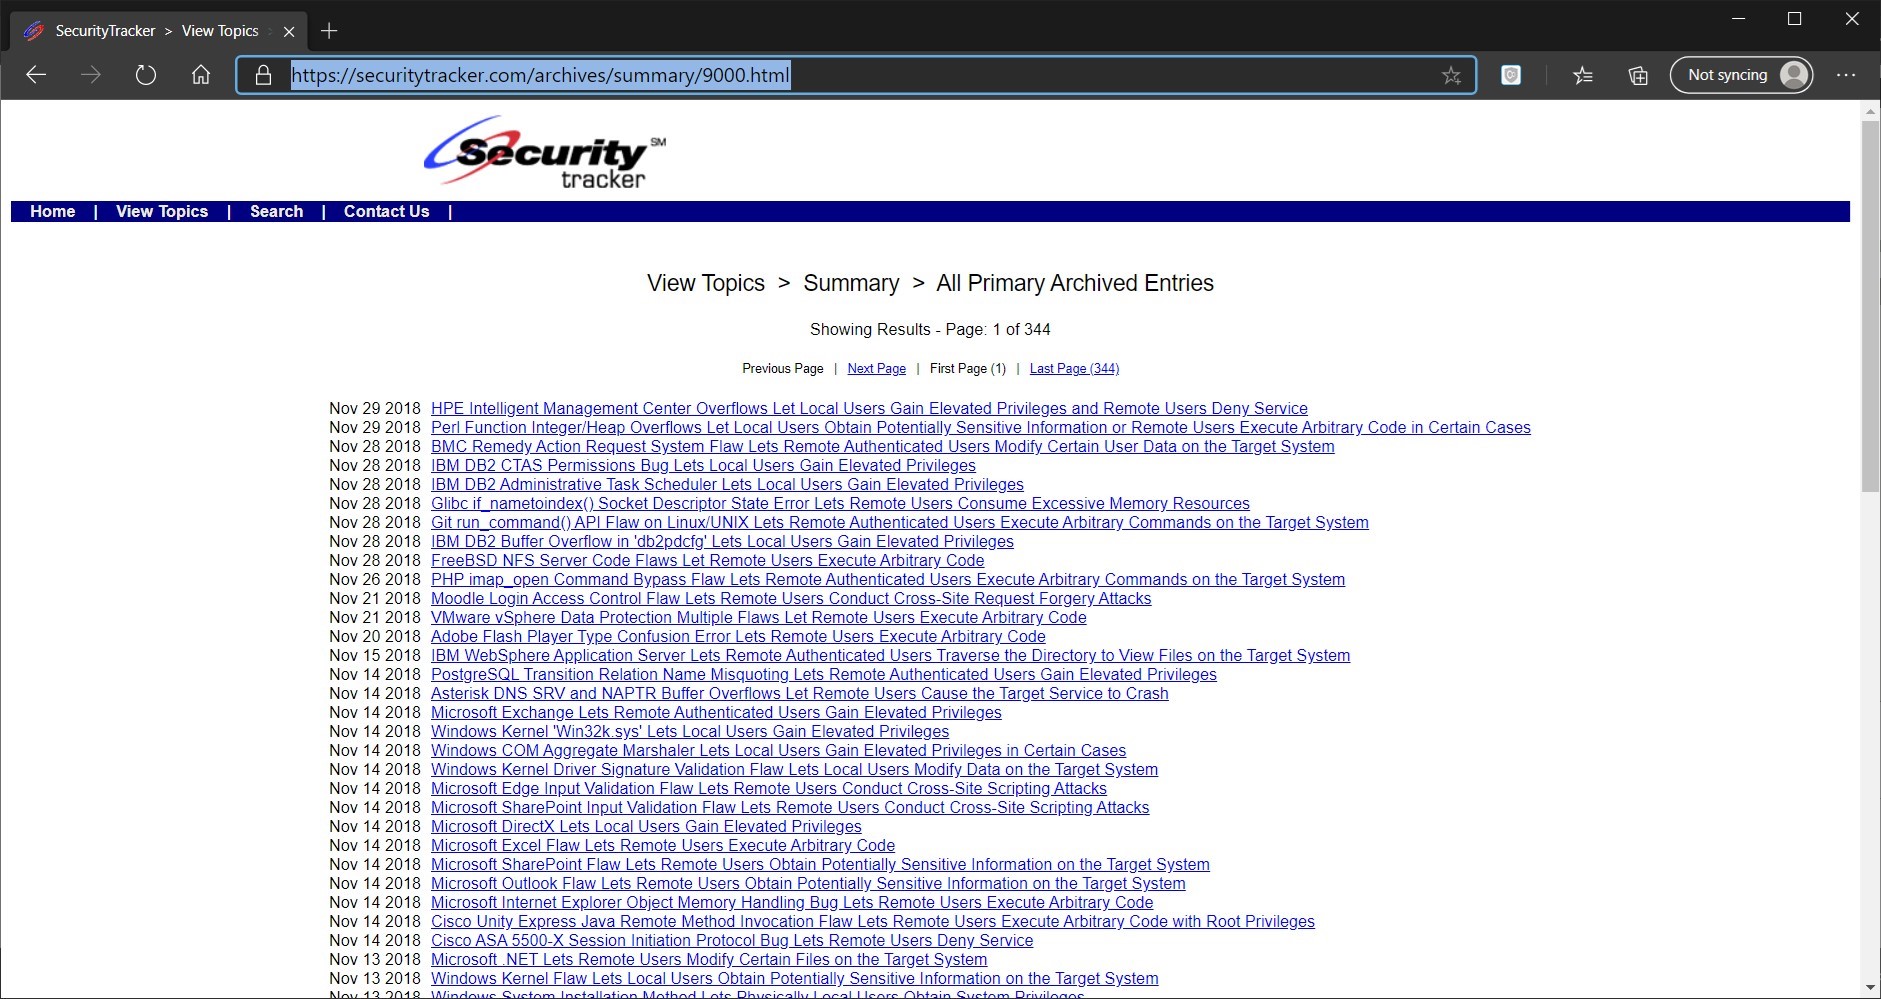 SecurityTracker > View Topics >
https://securitytracker.com/archives/summary/9000.html
Not syncing
Security SM
tracker
Home | View Topics | Search | Contact Us |
View Topics > Summary > All Primary Archived Entries
Showing Results - Page: 1 of 344
Previous Page | Next Page | First Page (1) | Last Page (344)
Nov 29 2018 HPE Intelligent Management Center Overflows Let Local Users Gain Elevated Privileges and Remote Users Deny Service
Nov 29 2018 Perl Function Integer/Heap Overflows Let Local Users Obtain Potentially Sensitive Information or Remote Users Execute Arbitrary Code in Certain Cases
Nov 28 2018 BMC Remedy Action Request System Flaw Lets Remote Authenticated Users Modify Certain User Data on the Target System
Nov 28 2018 IBM DB2 CTAS Permissions Bug Lets Local Users Gain Elevated Privileges
Nov 28 2018 IBM DB2 Administrative Task Scheduler Lets Local Users Gain Elevated Privileges
Nov 28 2018 Glibc if_nametoindex() Socket Descriptor State Error Lets Remote Users Consume Excessive Memory Resources
Nov 28 2018 Git run_command() API Flaw on Linux/UNIX Lets Remote Authenticated Users Execute Arbitrary Commands on the Target System
Nov 28 2018 IBM DB2 Buffer Overflow in 'db2pdcfg' Lets Local Users Gain Elevated Privileges
Nov 28 2018 FreeBSD NFS Server Code Flaws Let Remote Users Execute Arbitrary Code
Nov 26 2018 PHP imap_open Command Bypass Flaw Lets Remote Authenticated Users Execute Arbitrary Commands on the Target System
Nov 21 2018 Moodle Login Access Control Flaw Lets Remote Users Conduct Cross-Site Request Forgery Attacks
Nov 21 2018 VMware vSphere Data Protection Multiple Flaws Let Remote Users Execute Arbitrary Code
Nov 20 2018 Adobe Flash Player Type Confusion Error Lets Remote Users Execute Arbitrary Code
Nov 15 2018 IBM WebSphere Application Server Lets Remote Authenticated Users Traverse the Directory to View Files on the Target System
Nov 14 2018 PostgreSQL Transition Relation Name Misquoting Lets Remote Authenticated Users Gain Elevated Privileges
Nov 14 2018 Asterisk DNS SRV and NAPTR Buffer Overflows Let Remote Users Cause the Target Service to Crash
Nov 14 2018 Microsoft Exchange Lets Remote Authenticated Users Gain Elevated Privileges
Nov 14 2018 Windows Kernel 'Win32k.sys' Lets Local Users Gain Elevated Privileges
Nov 14 2018 Windows COM Aggregate Marshaler Lets Local Users Gain Elevated Privileges in Certain Cases
Nov 14 2018 Windows Kernel Driver Signature Validation Flaw Lets Local Users Modify Data on the Target System
Nov 14 2018 Microsoft Edge Input Validation Flaw Lets Remote Users Conduct Cross-Site Scripting Attacks
Nov 14 2018 Microsoft SharePoint Input Validation Flaw Lets Remote Users Conduct Cross-Site Scripting Attacks
Nov 14 2018 Microsoft DirectX Lets Local Users Gain Elevated Privileges
Nov 14 2018 Microsoft Excel Flaw Lets Remote Users Execute Arbitrary Code
Nov 14 2018 Microsoft SharePoint Flaw Lets Remote Users Obtain Potentially Sensitive Information on the Target System
Nov 14 2018 Microsoft Outlook Flaw Lets Remote Users Obtain Potentially Sensitive Information on the Target System
Nov 14 2018 Microsoft Internet Explorer Object Memory Handling Bug Lets Remote Users Execute Arbitrary Code
Nov 14 2018 Cisco Unity Express Java Remote Method Invocation Flaw Lets Remote Users Execute Arbitrary Code with Root Privileges
Nov 14 2018 Cisco ASA 5500-X Session Initiation Protocol Bug Lets Remote Users Deny Service
Nov 13 2018 Microsoft .NET Lets Remote Users Modify Certain Files on the Target System
Nov 13 2018 Windows Kernel Flaw Lets Local Users Obtain Potentially Sensitive Information on the Target System
Nov 13 2018 Windows System Installation Method Lets Physically Local Users Obtain System Privileges